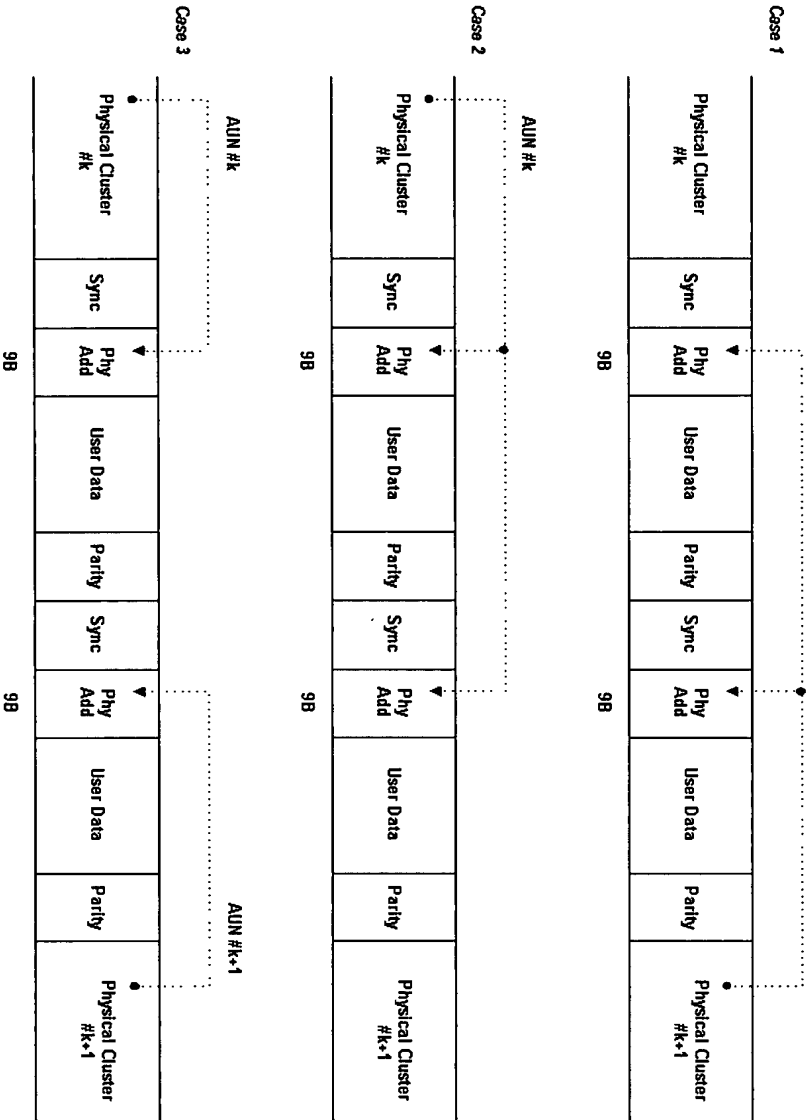 Case 1
Physical Cluster
#k
Sync
Phy
Add
User Data
Parity
Sync
Phy
Add
User Data
Parity
Physical Cluster
#k+1
9B
9B
Case 2
AUN #k
Physical Cluster
#k
Sync
Phy
Add
User Data
Parity
Sync
Phy
Add
User Data
Parity
Physical Cluster
#k+1
9B
9B
Case 3
AUN #k
AUN #k+1
Physical Cluster
#k
Sync
Phy
Add
User Data
Parity
Sync
Phy
Add
User Data
Parity
Physical Cluster
#k+1
9B
9B